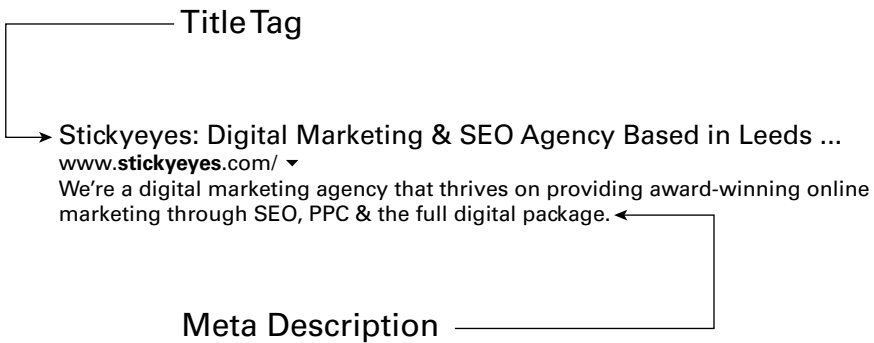 Title Tag
Stickyeyes: Digital Marketing & SEO Agency Based in Leeds ...
www.stickyeyes.com/
We’re a digital marketing agency that thrives on providing award-winning online
marketing through SEO, PPC & the full digital package.
Meta Description